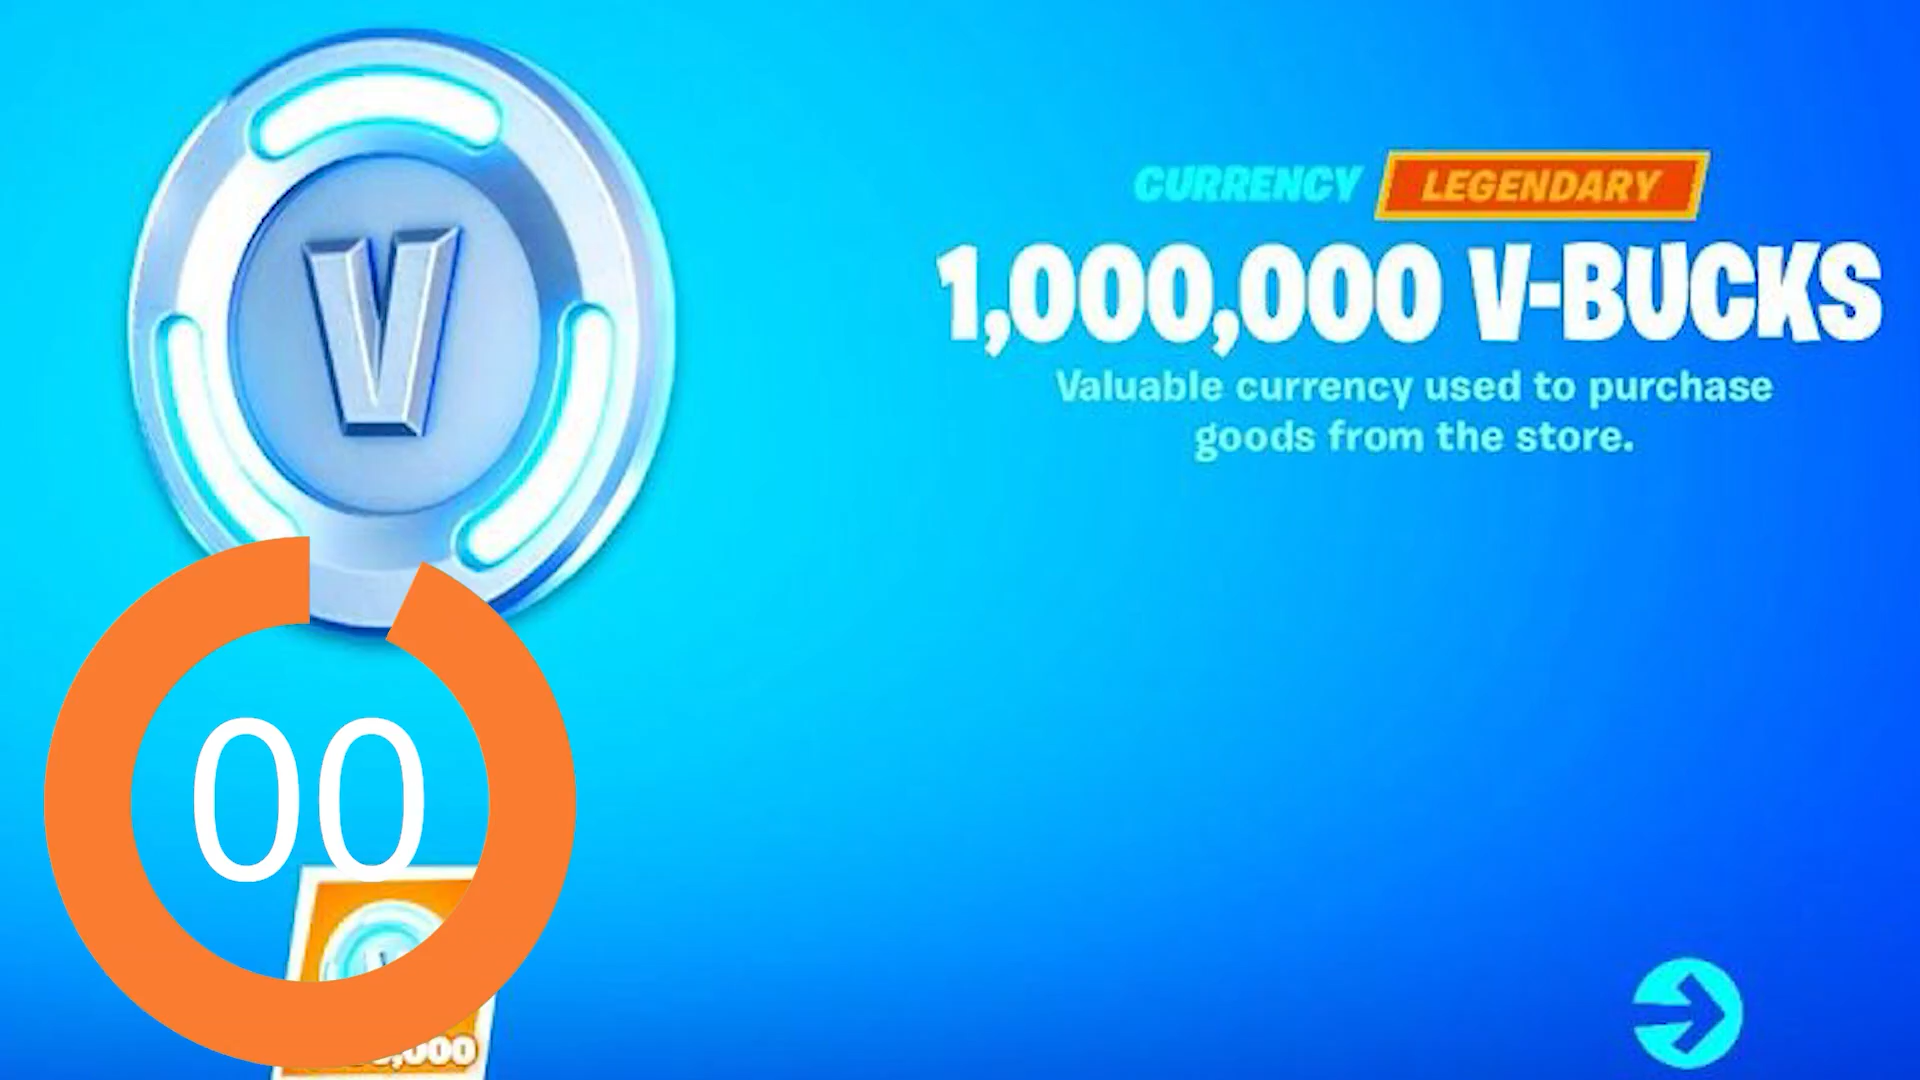 V
CURRENCY LEGENDARY
1,000,000 V-BUCKS
Valuable currency used to purchase
goods from the store.
00